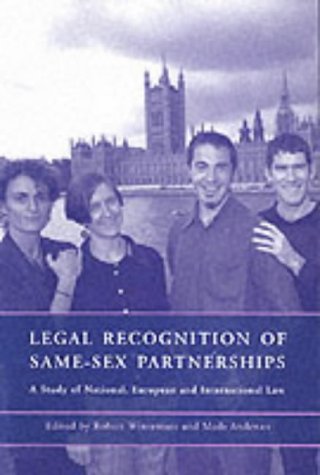 LEGAL RECOGNITION OF
SAME-SEX PARTNERSHIPS
A Study of National, European and International Law
Edited by Robert Wintemute and Mads Andenæs